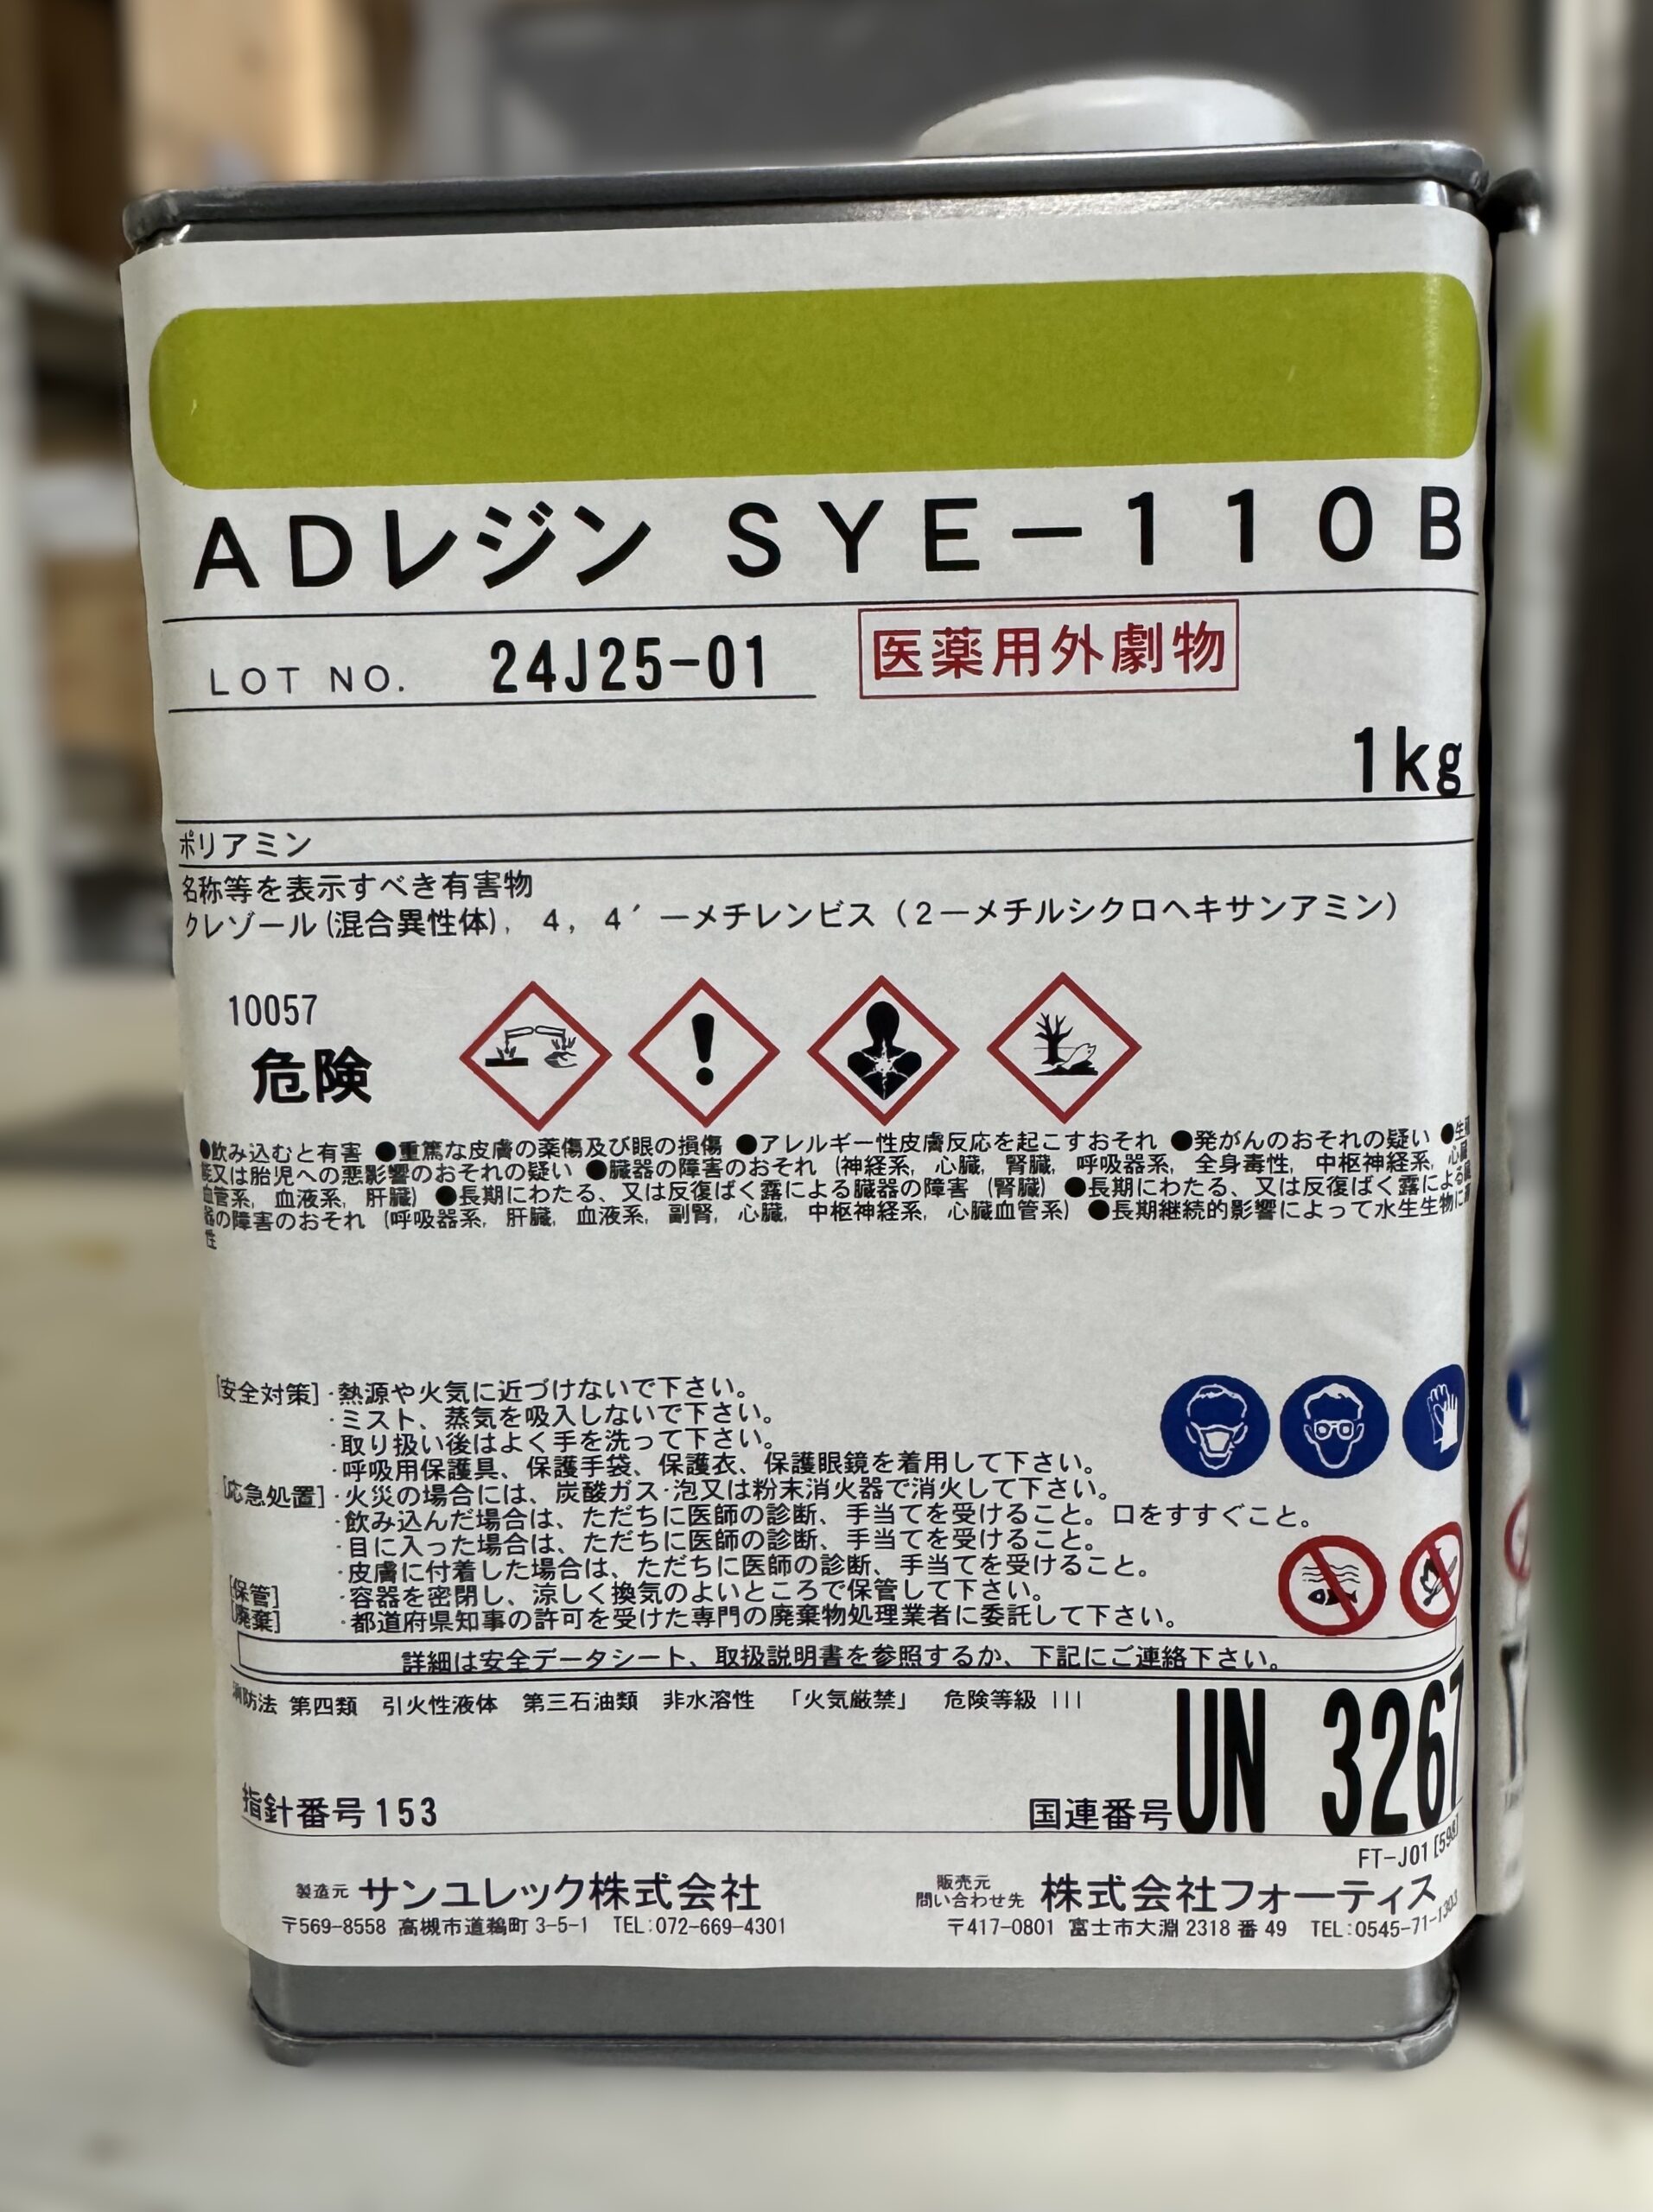 ADレジン SYE－110B
LOT NO. 24J25-01 医薬用外劇物
1kg
ポリアミン
名称等を表示すべき有害物
クレゾール(混合異性体), 4, 4′ーメチレンビス（2ーメチルシクロヘキサンアミン）
10057
危険
●飲み込むと有害 ●重篤な皮膚の薬傷及び眼の損傷 ●アレルギー性皮膚反応を起こすおそれ ●発がんのおそれの疑い ●生殖
能又は胎児への悪影響のおそれの疑い ●臓器の障害のおそれ (神経系, 心臓, 腎臓, 呼吸器系, 全身毒性, 中枢神経系, 心臓
血管系, 血液系, 肝臓) ●長期にわたる、又は反復ばく露による臓器の障害 (腎臓) ●長期にわたる、又は反復ばく露による臓
器の障害のおそれ (呼吸器系, 肝臓, 血液系, 副腎, 心臓, 中枢神経系, 心臓血管系) ●長期継続的影響によって水生生物に
性
[安全対策]・熱源や火気に近づけないで下さい。
・ミスト、蒸気を吸入しないで下さい。
・取り扱い後はよく手を洗って下さい。
・呼吸用保護具、保護手袋、保護衣、保護眼鏡を着用して下さい。
[応急処置]・火災の場合には、炭酸ガス・泡又は粉末消火器で消火して下さい。
・飲み込んだ場合は、ただちに医師の診断、手当てを受けること。口をすすぐこと。
・目に入った場合は、ただちに医師の診断、手当てを受けること。
・皮膚に付着した場合は、ただちに医師の診断、手当てを受けること。
[保管] ・容器を密閉し、涼しく換気のよいところで保管して下さい。
[廃棄] ・都道府県知事の許可を受けた専門の廃棄物処理業者に委託して下さい。
詳細は安全データシート、取扱説明書を参照するか、下記にご連絡下さい。
消防法 第四類 引火性液体 第三石油類 非水溶性 「火気厳禁」 危険等級 III
指針番号153 国連番号 UN 3267
FT-J01 [598]
製造元 サンユレック株式会社
〒569-8558 高槻市道鵜町 3-5-1 TEL:072-669-4301
販売元
問い合わせ先 株式会社フォーティス
〒417-0801 富士市大淵 2318 番 49 TEL:0545-71-1303